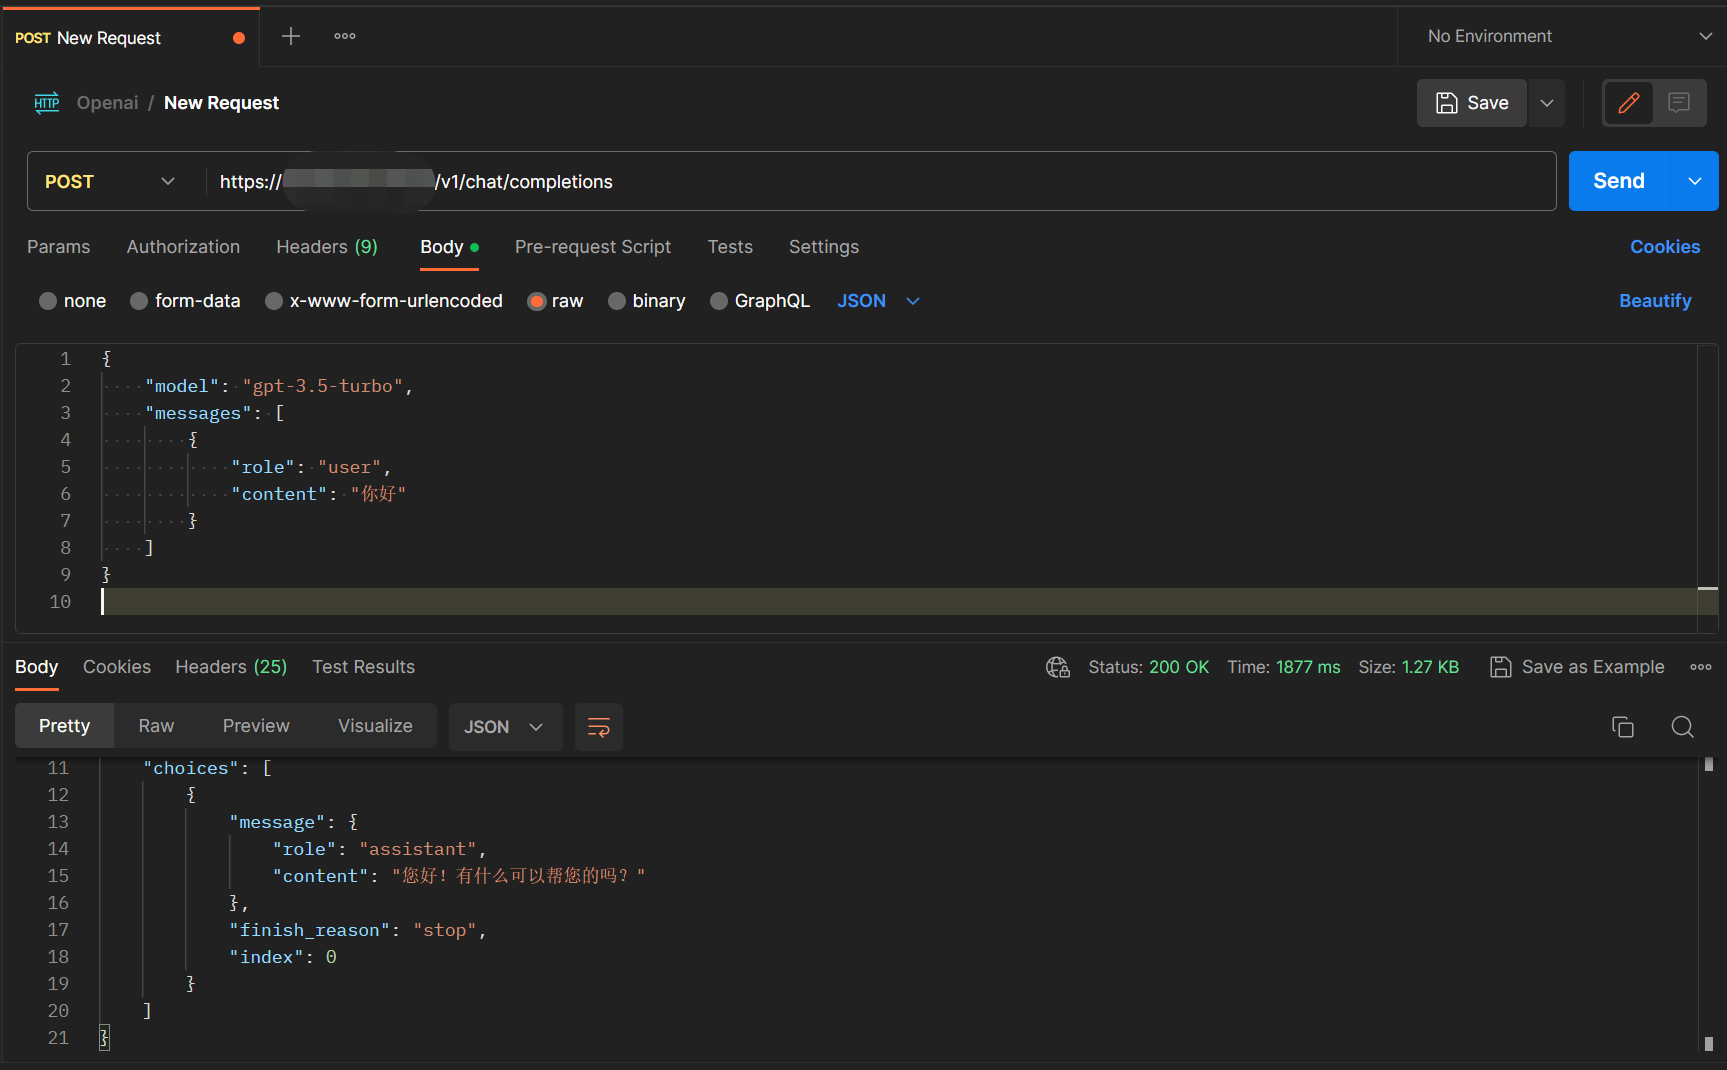 POST New Request
No Environment
HTTP Openai / New Request
Save
POST https:// /v1/chat/completions
Send
Params Authorization Headers (9) Body Pre-request Script Tests Settings Cookies
none form-data x-www-form-urlencoded raw binary GraphQL JSON Beautify
1 {
2 "model": "gpt-3.5-turbo",
3 "messages": [
4 {
5 "role": "user",
6 "content": "你好"
7 }
8 ]
9 }
10
Body Cookies Headers (25) Test Results Status: 200 OK Time: 1877 ms Size: 1.27 KB Save as Example
Pretty Raw Preview Visualize JSON
11 "choices": [
12 {
13 "message": {
14 "role": "assistant",
15 "content": "您好！有什么可以帮您的吗？"
16 },
17 "finish_reason": "stop",
18 "index": 0
19 }
20 ]
21 }